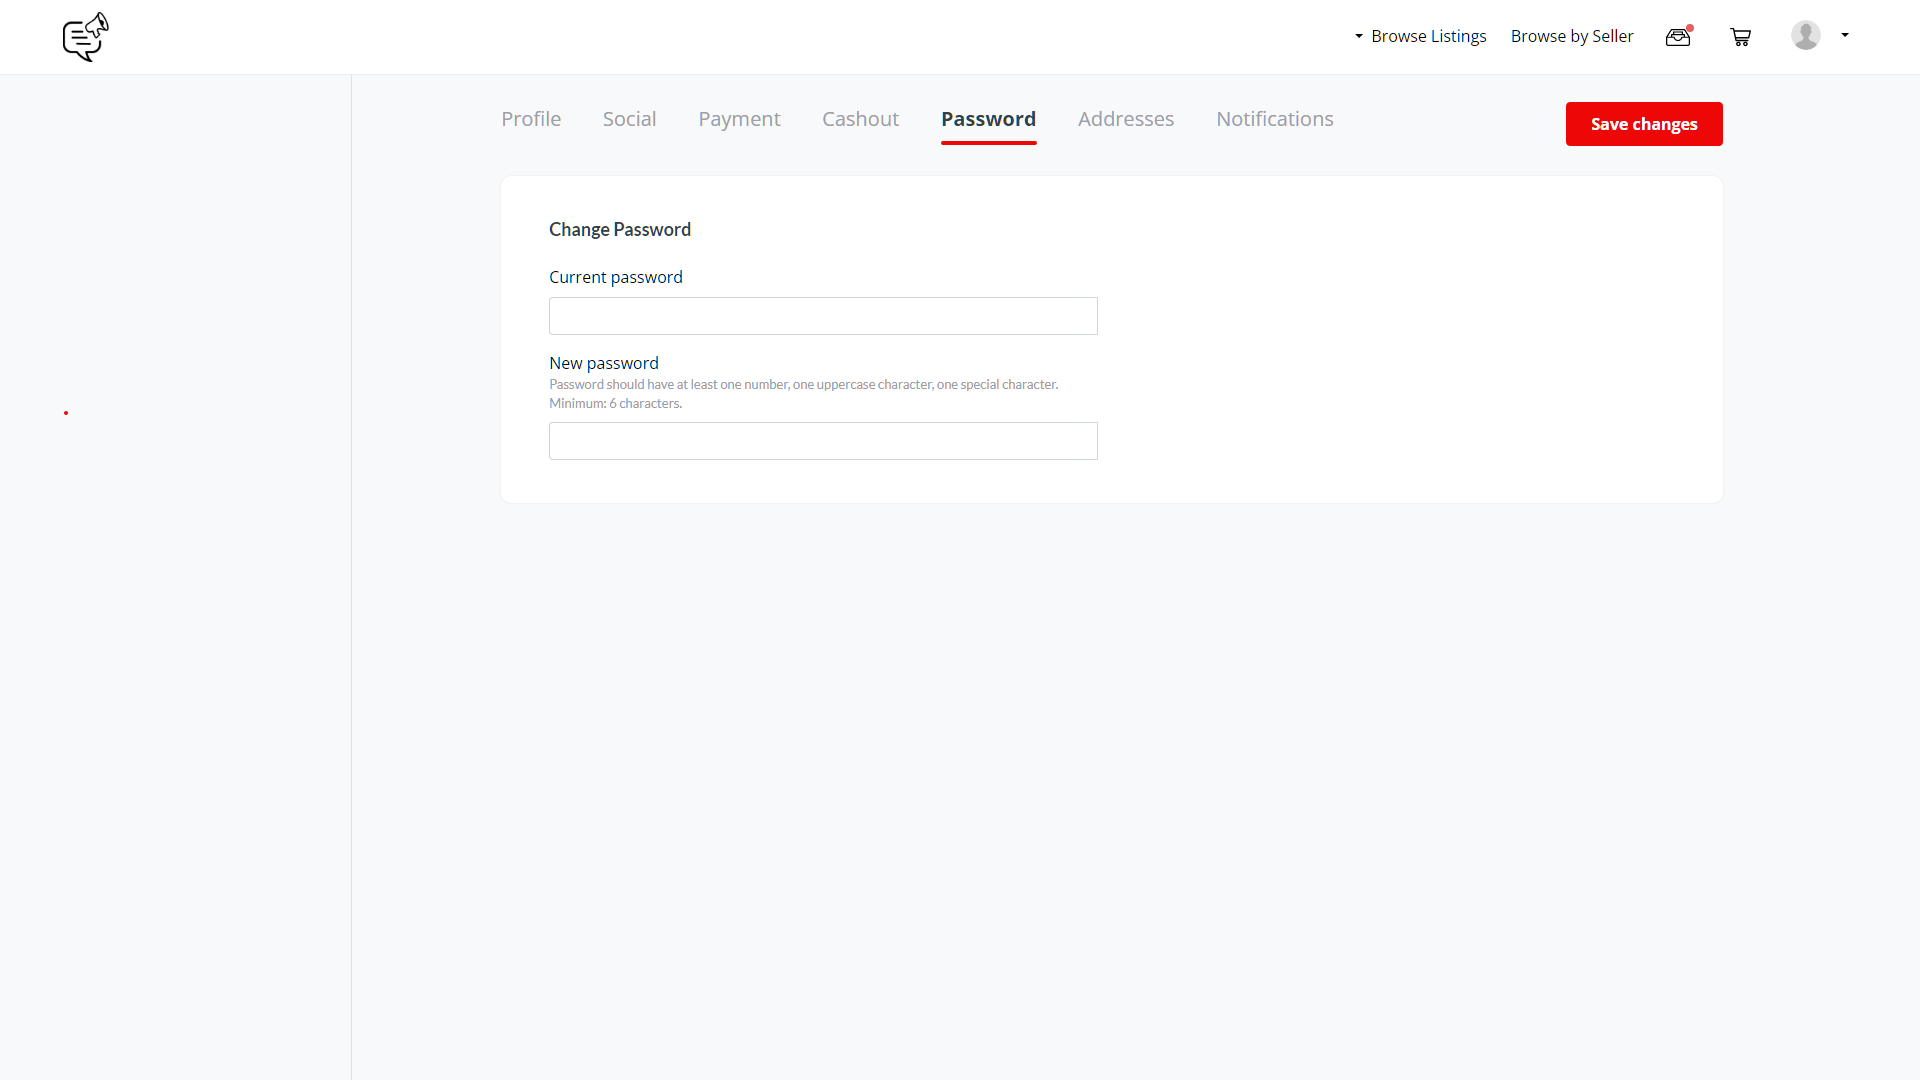 Browse Listings
Browse by Seller
Profile
Social
Payment
Cashout
Password
Addresses
Notifications
Save changes
Change Password
Current password
New password
Password should have at least one number, one uppercase character, one special character.
Minimum: 6 characters.